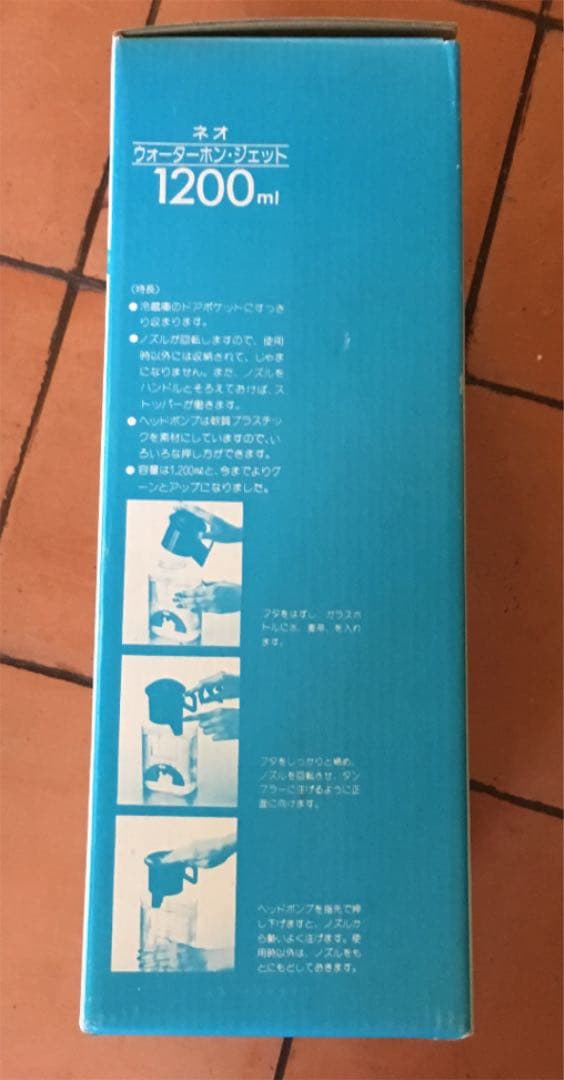 ネオ
ウォーターホン・ジェット
1200ml
〈特長〉
●冷蔵庫のドアポケットにすっき
り収まります。
●ノズルが回転しますので、使用
時以外には収納されて、じゃま
になりません。また、ノズルを
ハンドルとそろえておけば、ス
トッパーが働きます。
●ヘッドポンプは軟質プラスチッ
クを素材にしていますので、い
ろいろな押し方ができます。
●容量は1,200mlと、今までよりグ
ーンとアップになりました。
フタをはずし、ガラスボ
トルに水、麦茶、を入れ
ます。
フタをしっかりと締め、
ノズルを回転させ、タン
ブラーに注げるように正
面に向けます。
ヘッドポンプを指先で押
し下げますと、ノズルか
ら勢いよく注げます。使
用時以外は、ノズルをも
とにもどしておきます。